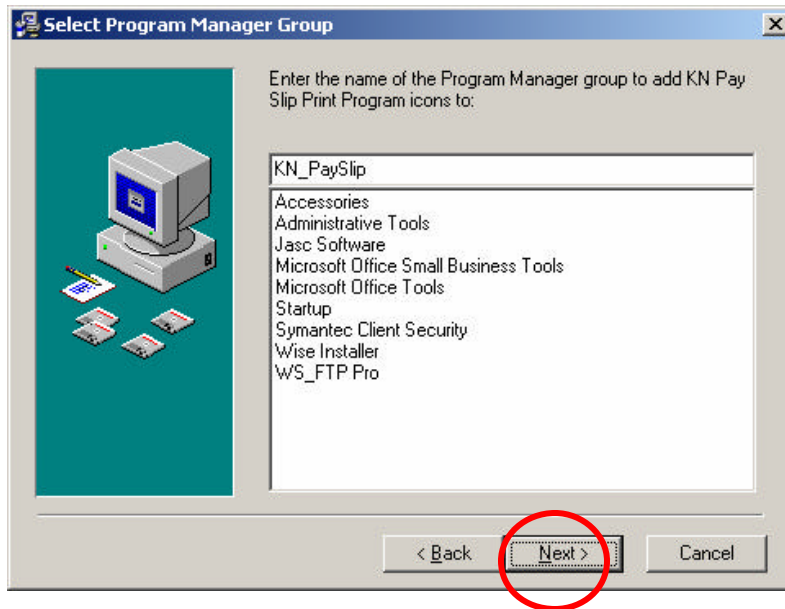 Select Program Manager Group
Enter the name of the Program Manager group to add KN Pay
Slip Print Program icons to:
KN_PaySlip
Accessories
Administrative Tools
Jasc Software
Microsoft Office Small Business Tools
Microsoft Office Tools
Startup
Symantec Client Security
Wise Installer
WS_FTP Pro
< Back Next > Cancel